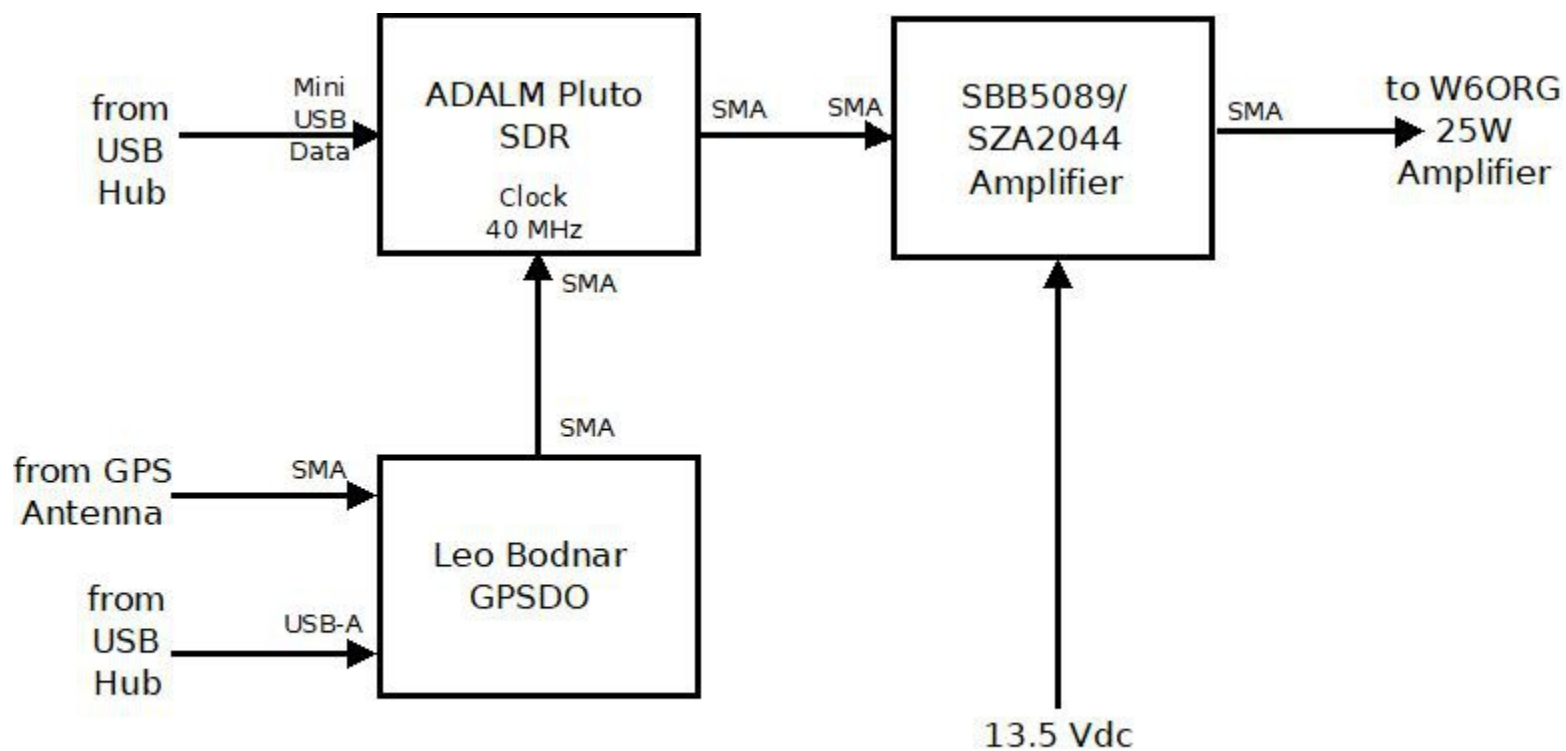 from
USB
Hub
Mini
USB
Data
ADALM Pluto
SDR
Clock
40 MHz
SMA
SMA
SBB5089/
SZA2044
Amplifier
SMA
to W6ORG
25W
Amplifier
SMA
SMA
from GPS
Antenna
SMA
from
USB
Hub
USB-A
Leo Bodnar
GPSDO
13.5 Vdc